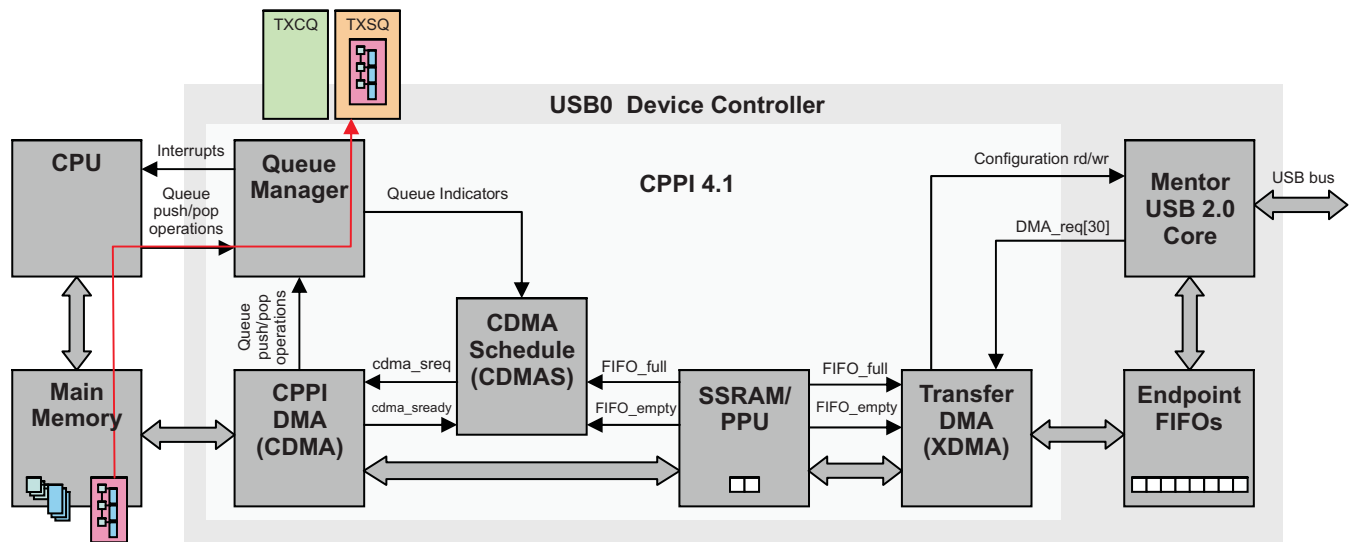 TXCQ
TXSQ
USB0 Device Controller
CPU
Interrupts
Queue
push/pop
operations
Queue
Manager
Queue Indicators
CPPI 4.1
Configuration rd/wr
DMA_req[30]
Mentor
USB 2.0
Core
USB bus
Queue
push/pop
operations
CDMA
Schedule
(CDMAS)
cdma_sreq
cdma_sready
FIFO_full
FIFO_empty
FIFO_full
FIFO_empty
Main
Memory
CPPI
DMA
(CDMA)
SSRAM/
PPU
Transfer
DMA
(XDMA)
Endpoint
FIFOs